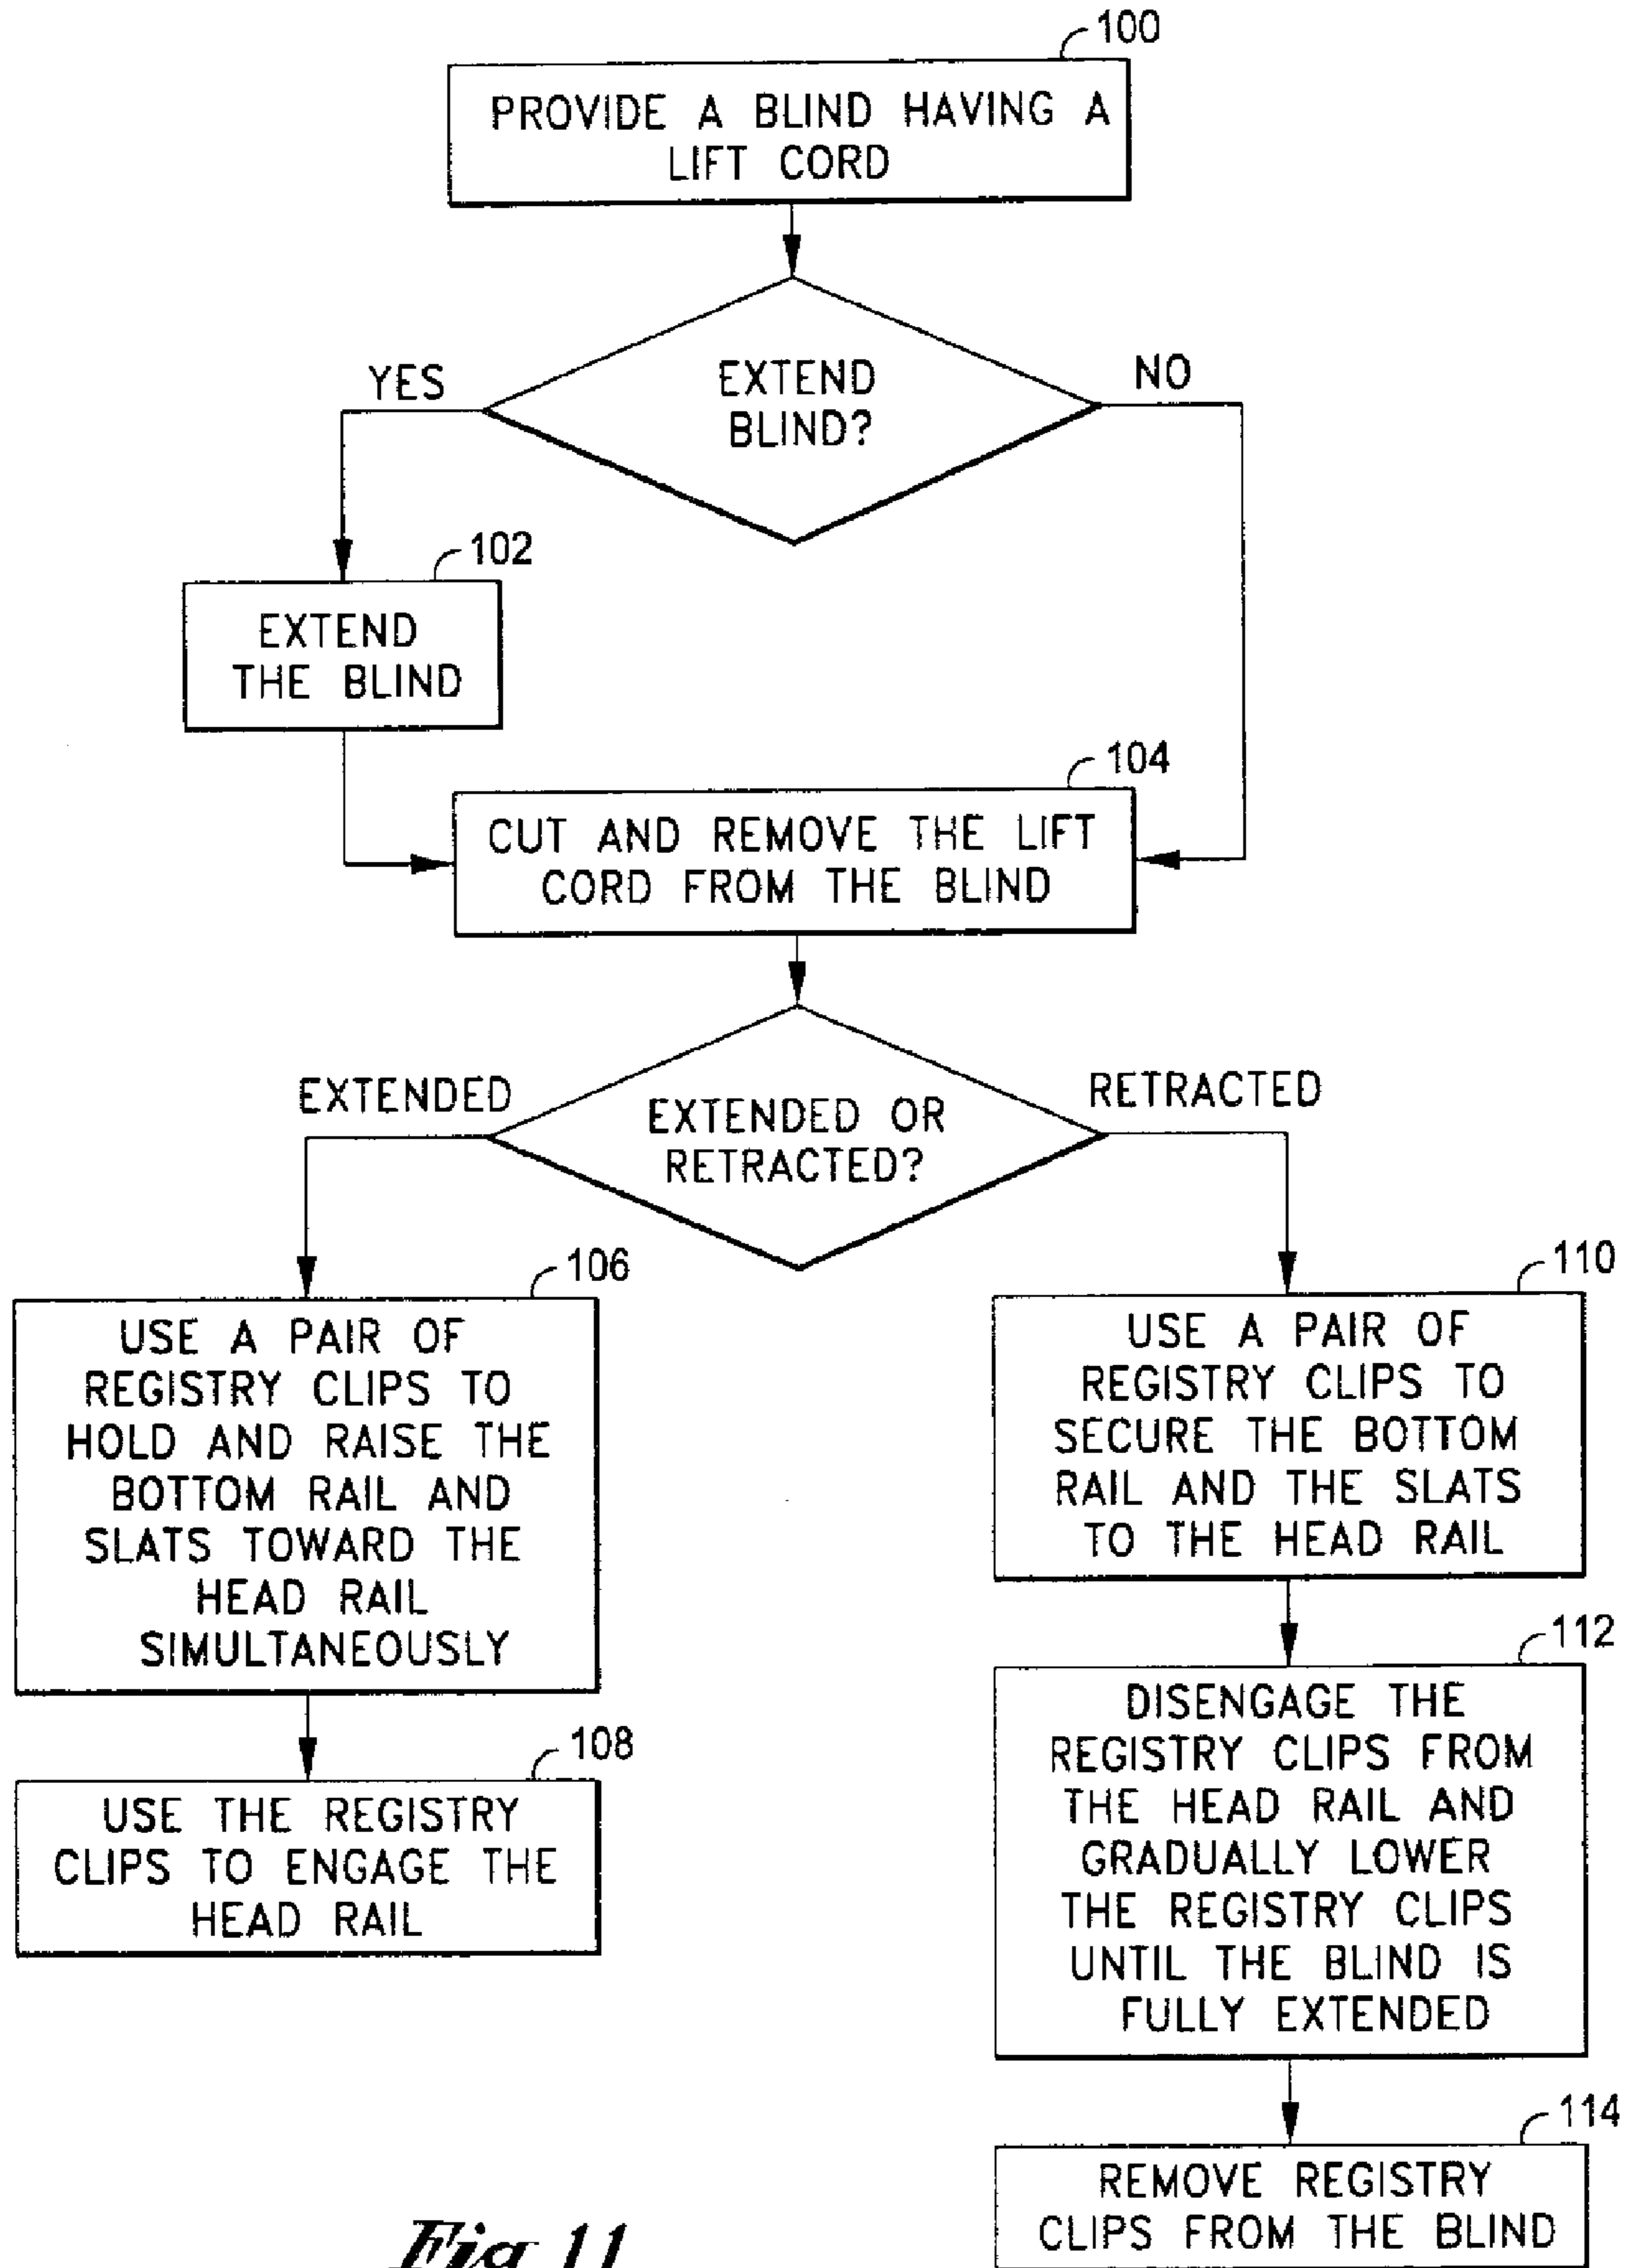 100
PROVIDE A BLIND HAVING A
LIFT CORD
EXTEND
BLIND?
YES
NO
102
EXTEND
THE BLIND
104
CUT AND REMOVE THE LIFT
CORD FROM THE BLIND
EXTENDED OR
RETRACTED?
EXTENDED
RETRACTED
106
USE A PAIR OF
REGISTRY CLIPS TO
HOLD AND RAISE THE
BOTTOM RAIL AND
SLATS TOWARD THE
HEAD RAIL
SIMULTANEOUSLY
108
USE THE REGISTRY
CLIPS TO ENGAGE THE
HEAD RAIL
110
USE A PAIR OF
REGISTRY CLIPS TO
SECURE THE BOTTOM
RAIL AND THE SLATS
TO THE HEAD RAIL
112
DISENGAGE THE
REGISTRY CLIPS FROM
THE HEAD RAIL AND
GRADUALLY LOWER
THE REGISTRY CLIPS
UNTIL THE BLIND IS
FULLY EXTENDED
114
REMOVE REGISTRY
CLIPS FROM THE BLIND
Fig 11